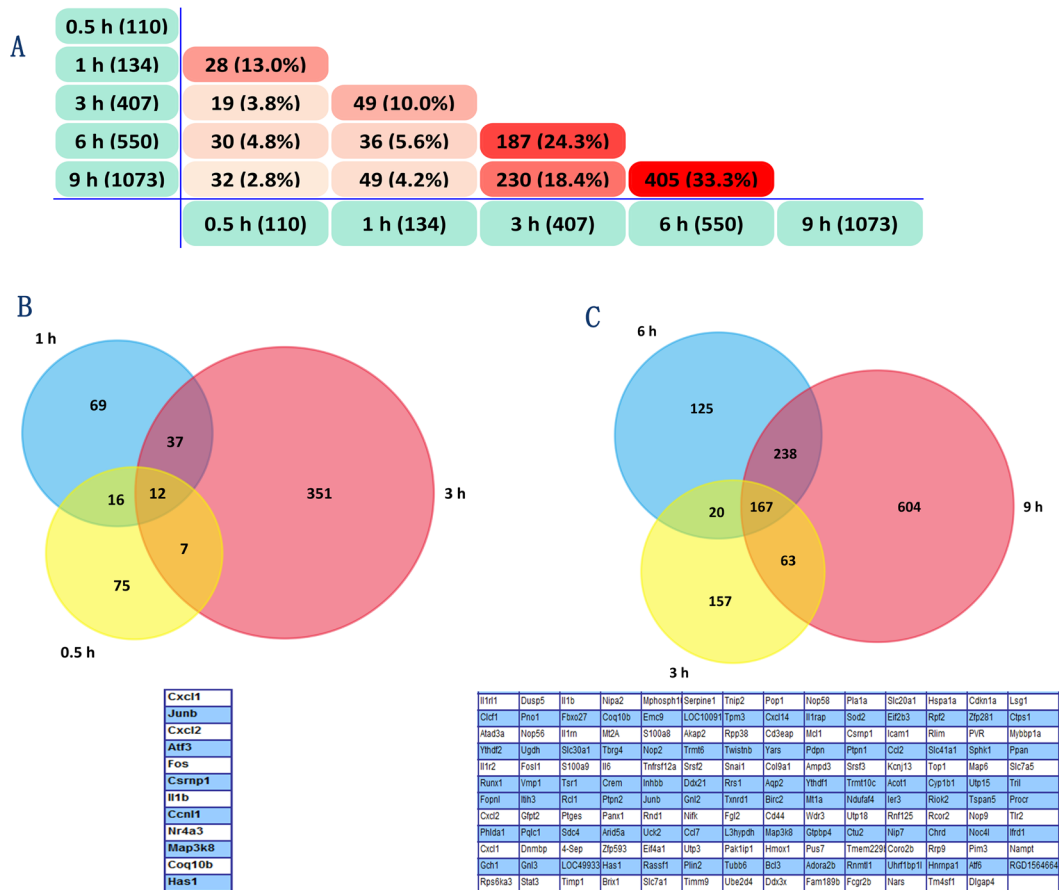 A
0.5 h (110)
1 h (134) 28 (13.0%)
3 h (407) 19 (3.8%) 49 (10.0%)
6 h (550) 30 (4.8%) 36 (5.6%) 187 (24.3%)
9 h (1073) 32 (2.8%) 49 (4.2%) 230 (18.4%) 405 (33.3%)
0.5 h (110) 1 h (134) 3 h (407) 6 h (550) 9 h (1073)
B
1 h
69
37
16 12 351 3 h
7
75
0.5 h
Cxcl1
Junb
Cxcl2
Atf3
Fos
Csrnp1
Il1b
Ccnl1
Nr4a3
Map3k8
Coq10b
Has1
C
6 h
125
238
20 167 604 9 h
63
157
3 h
Il1rl1 Dusp5 Il1b Nipa2 Mphosph1 Serpine1 Tnip2 Pop1 Nop58 Pla1a Slc20a1 Hspa1a Cdkn1a Lsg1
Clcf1 Pno1 Fbxo27 Coq10b Emc9 LOC10091 Tpm3 Cxcl14 Il1rap Sod2 Eif2b3 Rpf2 Zfp281 Ctps1
Atad3a Nop56 Il1rn Mt2A S100a8 Akap2 Rpp38 Cd3eap Mcl1 Csrnp1 Icam1 Rlim PVR Mybbp1a
Ythdf2 Ugdh Slc30a1 Tbrg4 Nop2 Trmt6 Twistnb Yars Pdpn Ptpn1 Ccl2 Slc41a1 Sphk1 Ppan
Il1r2 Fosl1 S100a9 Il6 Tnfrsf12a Srsf2 Snai1 Col9a1 Ampd3 Srsf3 Kcnj13 Top1 Map6 Slc7a5
Runx1 Vmp1 Tsr1 Crem Inhbb Ddx21 Rrs1 Aqp2 Ythdf1 Trmt10c Acot1 Cyp1b1 Utp15 Tril
Fopnl Itih3 Rcl1 Ptpn2 Junb Gnl2 Txnrd1 Birc2 Mt1a Ndufaf4 Ier3 Riok2 Tspan5 Procr
Cxcl2 Gfpt2 Ptges Panx1 Rnd1 Nifk Fgl2 Cd44 Wdr3 Utp18 Rnf125 Rcor2 Nop9 Tlr2
Phlda1 Pqlc1 Sdc4 Arid5a Uck2 Ccl7 L3hypdh Map3k8 Gtpbp4 Ctu2 Nip7 Chrd Noc4l Ifrd1
Cxcl1 Dnmbp 4-Sep Zfp593 Eif4a1 Utp3 Pak1ip1 Hmox1 Pus7 Tmem229b Coro2b Rrp9 Pim3 Nampt
Gch1 Gnl3 LOC49933 Has1 Rassf1 Plin2 Tubb6 Bcl3 Adora2b Rnmtl1 Uhrf1bp1l Hnrnpa1 Atf6 RGD1564664
Rps6ka3 Stat3 Timp1 Brix1 Slc7a1 Timm9 Ube2d4 Ddx3x Fam189b Fcgr2b Nars Tm4sf1 Dlgap4